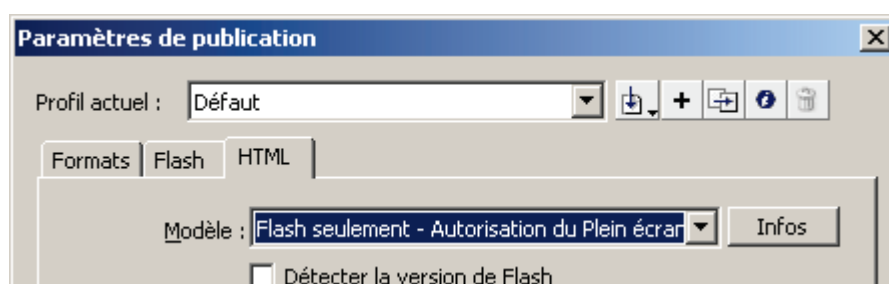 Paramètres de publication
Profil actuel : Défaut
Formats Flash HTML
Modèle : Flash seulement - Autorisation du Plein écran Infos
Détecter la version de Flash